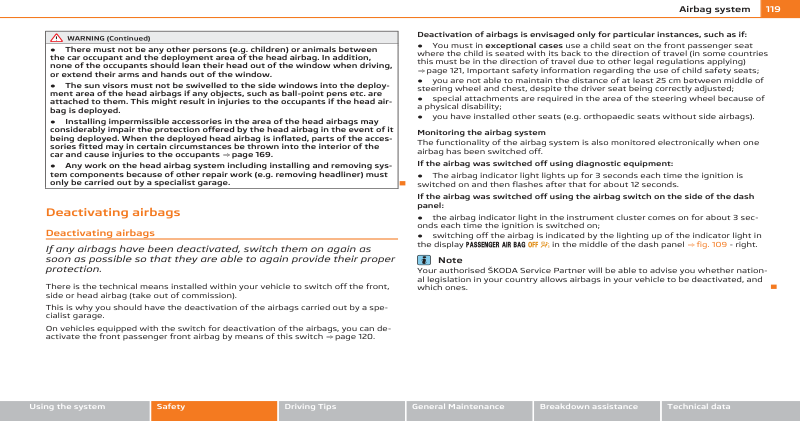 Airbag system 119
WARNING (Continued)
● There must not be any other persons (e.g. children) or animals between
the car occupant and the deployment area of the head airbag. In addition,
none of the occupants should lean their head out of the window when driving,
or extend their arms and hands out of the window.
● The sun visors must not be swivelled to the side windows into the deploy-
ment area of the head airbags if any objects, such as ball-point pens etc. are
attached to them. This might result in injuries to the occupants if the head air-
bag is deployed.
● Installing impermissible accessories in the area of the head airbags may
considerably impair the protection offered by the head airbag in the event of it
being deployed. When the deployed head airbag is inflated, parts of the acces-
sories fitted may in certain circumstances be thrown into the interior of the
car and cause injuries to the occupants ⇒ page 169.
● Any work on the head airbag system including installing and removing sys-
tem components because of other repair work (e.g. removing headliner) must
only be carried out by a specialist garage.
Deactivating airbags
Deactivating airbags
If any airbags have been deactivated, switch them on again as
soon as possible so that they are able to again provide their proper
protection.
There is the technical means installed within your vehicle to switch off the front,
side or head airbag (take out of commission).
This is why you should have the deactivation of the airbags carried out by a spe-
cialist garage.
On vehicles equipped with the switch for deactivation of the airbags, you can de-
activate the front passenger front airbag by means of this switch ⇒ page 120.
Deactivation of airbags is envisaged only for particular instances, such as if:
● You must in exceptional cases use a child seat on the front passenger seat
where the child is seated with its back to the direction of travel (in some countries
this must be in the direction of travel due to other legal regulations applying)
⇒ page 121, Important safety information regarding the use of child safety seats;
● you are not able to maintain the distance of at least 25 cm between middle of
steering wheel and chest, despite the driver seat being correctly adjusted;
● special attachments are required in the area of the steering wheel because of
a physical disability;
● you have installed other seats (e.g. orthopaedic seats without side airbags).
Monitoring the airbag system
The functionality of the airbag system is also monitored electronically when one
airbag has been switched off.
If the airbag was switched off using diagnostic equipment:
● The airbag indicator light lights up for 3 seconds each time the ignition is
switched on and then flashes after that for about 12 seconds.
If the airbag was switched off using the airbag switch on the side of the dash
panel:
● the airbag indicator light in the instrument cluster comes on for about 3 sec-
onds each time the ignition is switched on;
● switching off the airbag is indicated by the lighting up of the indicator light in
the display PASSENGER AIR BAG OFF in the middle of the dash panel ⇒ fig. 109 - right.
Note
Your authorised ŠKODA Service Partner will be able to advise you whether nation-
al legislation in your country allows airbags in your vehicle to be deactivated, and
which ones.
Using the system Safety Driving Tips General Maintenance Breakdown assistance Technical data